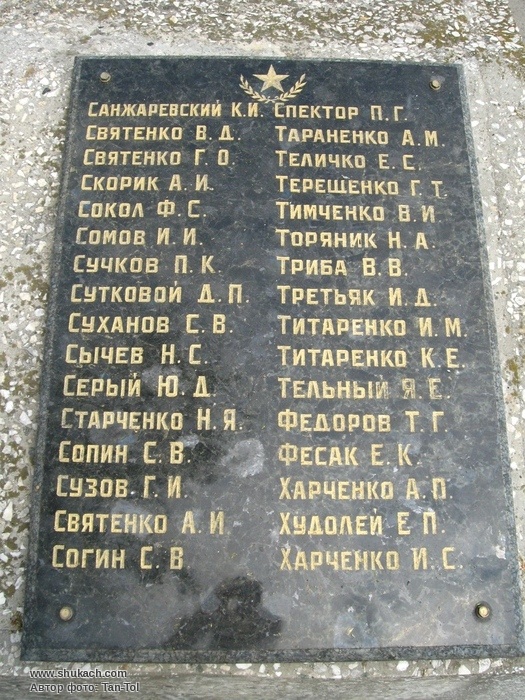 Санжаревский К.И.
Святенко В.Д.
Святенко Г.О.
Скорик А.И.
Сокол Ф.С.
Сомов И.И.
Сучков П.К.
Сутковой Д.П.
Суханов С.В.
Сычев Н.С.
Серый Ю.Д.
Старченко Н.Я.
Сопин С.В.
Сузов Г.И.
Святенко А.И.
Согин С.В.
Спектор П.Г.
Тараненко А.М.
Теличко Е.С.
Терещенко Г.Т.
Тимченко В.И.
Торяник Н.А.
Триба В.В.
Третьяк И.Д.
Титаренко И.М.
Титаренко К.Е.
Тельный Я.Е.
Федоров Т.Г.
Фесак Е.К.
Харченко А.П.
Худолей Е.П.
Харченко И.С.
www.shukach.com
Автор фото: Tan-Tol